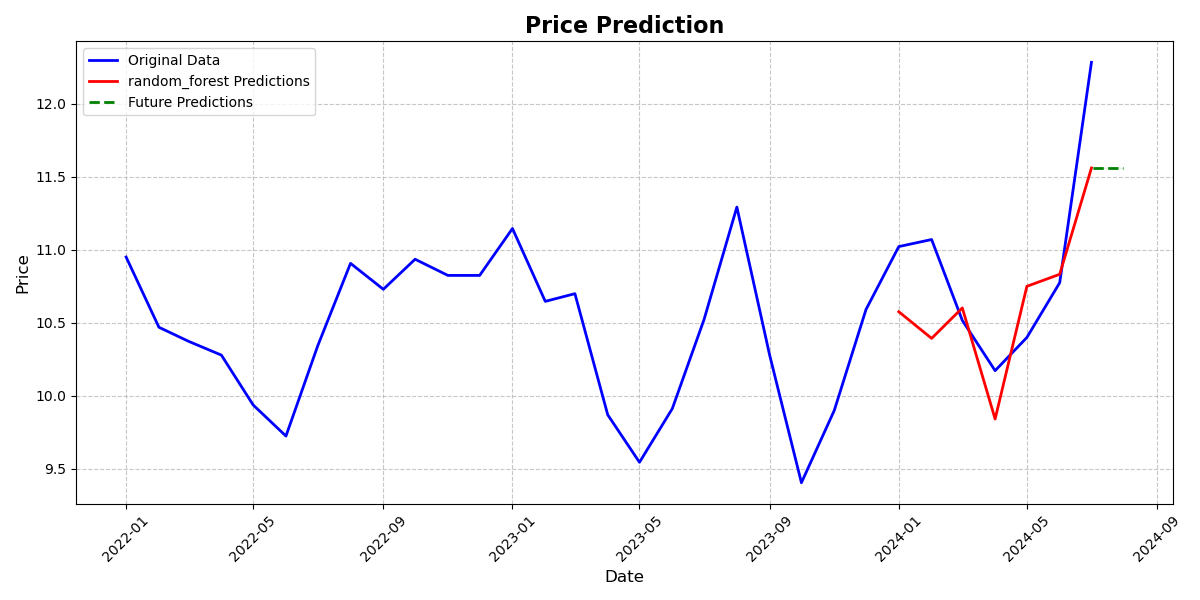 Price Prediction
Original Data
random_forest Predictions
Future Predictions
Price
12.0
11.5
11.0
10.5
10.0
9.5
2022-01
2022-05
2022-09
2023-01
2023-05
2023-09
2024-01
2024-05
2024-09
Date